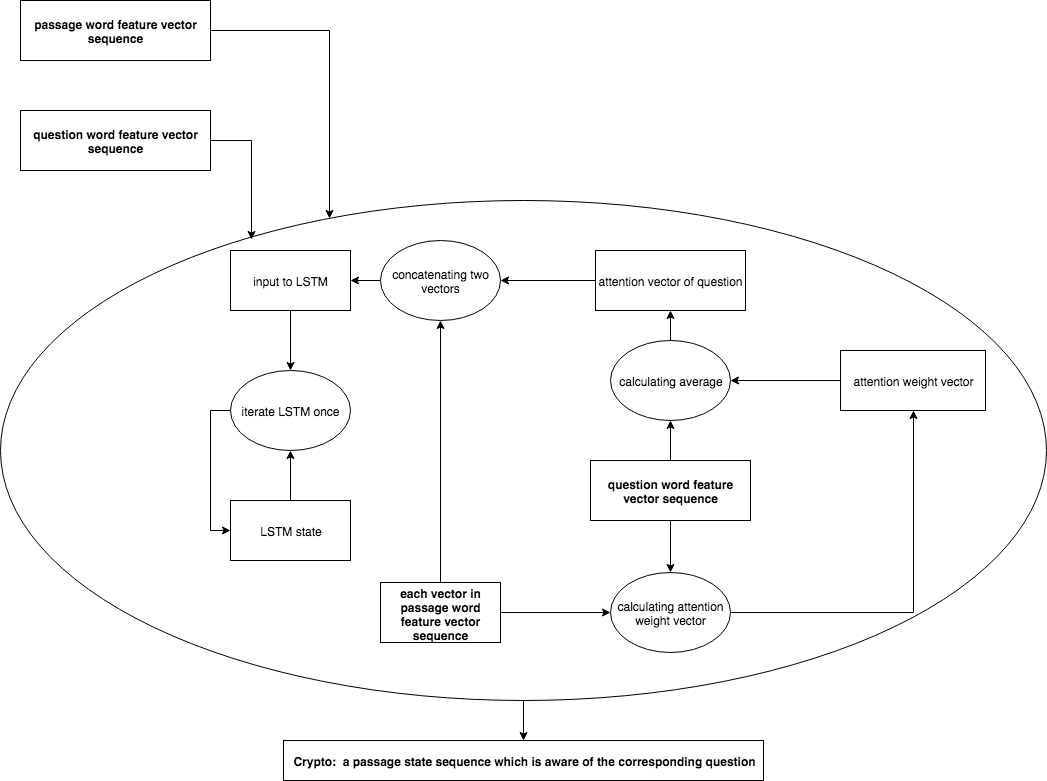 passage word feature vector
sequence
question word feature vector
sequence
input to LSTM
concatenating two
vectors
attention vector of question
calculating average
attention weight vector
iterate LSTM once
question word feature
vector sequence
LSTM state
each vector in
passage word
feature vector
sequence
calculating attention
weight vector
Crypto:  a passage state sequence which is aware of the corresponding question